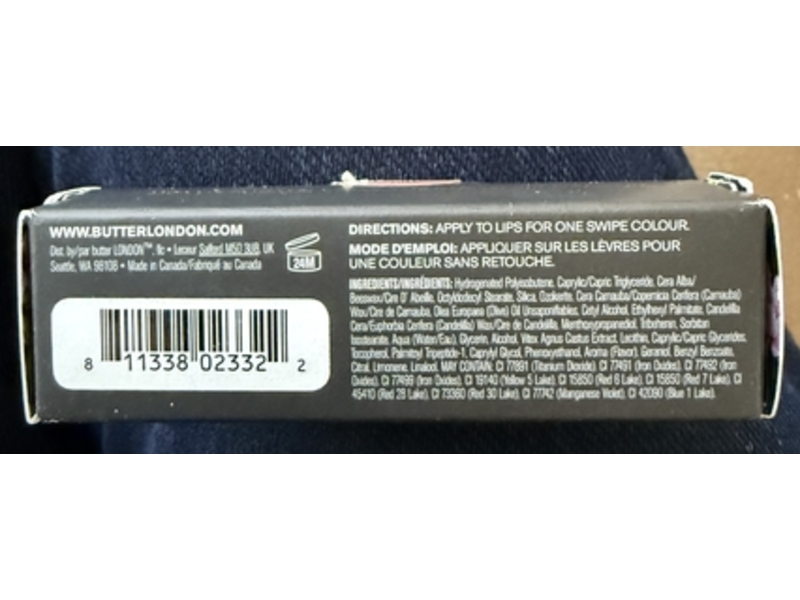 WWW.BUTTERLONDON.COM
Dist. by/par butter LONDON™, llc • Leceur Salford M50 3UB, UK
Seattle, WA 98108 • Made in Canada/Fabriqué au Canada
24M
8 11338 02332 2
DIRECTIONS: APPLY TO LIPS FOR ONE SWIPE COLOUR.
MODE D'EMPLOI: APPLIQUER SUR LES LÈVRES POUR
UNE COULEUR SANS RETOUCHE.
INGREDIENTS/INGRÉDIENTS: Hydrogenated Polyisobutene, Caprylic/Capric Triglyceride, Cera Alba/
Beeswax/Cire D' Abeille, Octyldodecyl Stearate, Silica, Ozokerite, Cera Carnauba/Copernicia Cerifera (Carnauba)
Wax/Cire de Carnauba, Olea Europaea (Olive) Oil Unsaponifiables, Cetyl Alcohol, Ethylhexyl Palmitate, Candelilla
Cera/Euphorbia Cerifera (Candelilla) Wax/Cire de Candelilla, Menthoxypropanediol, Tribehenin, Sorbitan
Isostearate, Aqua (Water/Eau), Glycerin, Alcohol, Vitex Agnus Castus Extract, Lecithin, Caprylic/Capric Glycerides,
Tocopherol, Palmitoyl Tripeptide-1, Caprylyl Glycol, Phenoxyethanol, Aroma (Flavor), Geraniol, Benzyl Benzoate,
Citral, Limonene, Linalool. MAY CONTAIN: CI 77891 (Titanium Dioxide), CI 77491 (Iron Oxides), CI 77492 (Iron
Oxides), CI 77499 (Iron Oxides), CI 19140 (Yellow 5 Lake), CI 15850 (Red 6 Lake), CI 15850 (Red 7 Lake), CI
45410 (Red 28 Lake), CI 73360 (Red 30 Lake), CI 77742 (Manganese Violet), CI 42090 (Blue 1 Lake).